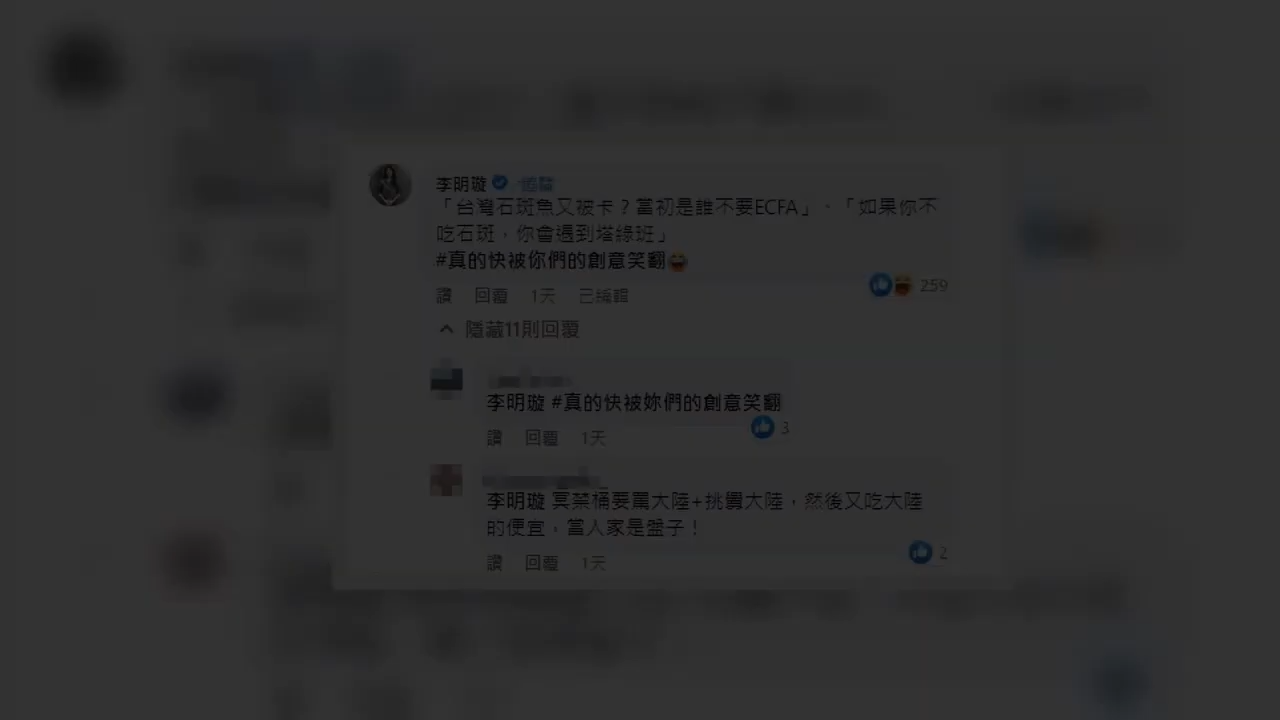 李明璇 追蹤
「台灣石斑魚又被卡？當初是誰不要ECFA」、「如果你不
吃石斑，你會遇到塔綠班」
#真的快被你們的創意笑翻😆
讚 回覆 1天 已編輯
259
隱藏11則回覆
李明璇 #真的快被妳們的創意笑翻
讚 回覆 1天
3
李明璇 冥禁桶要罵大陸+挑釁大陸，然後又吃大陸
的便宜，當人家是盤子！
讚 回覆 1天
2